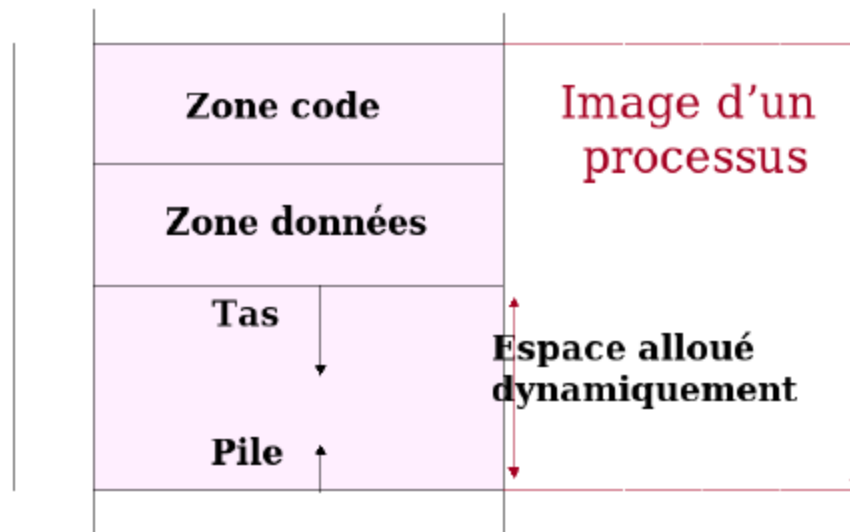 Zone code
Image d’un
processus
Zone données
Tas
Espace alloué
dynamiquement
Pile